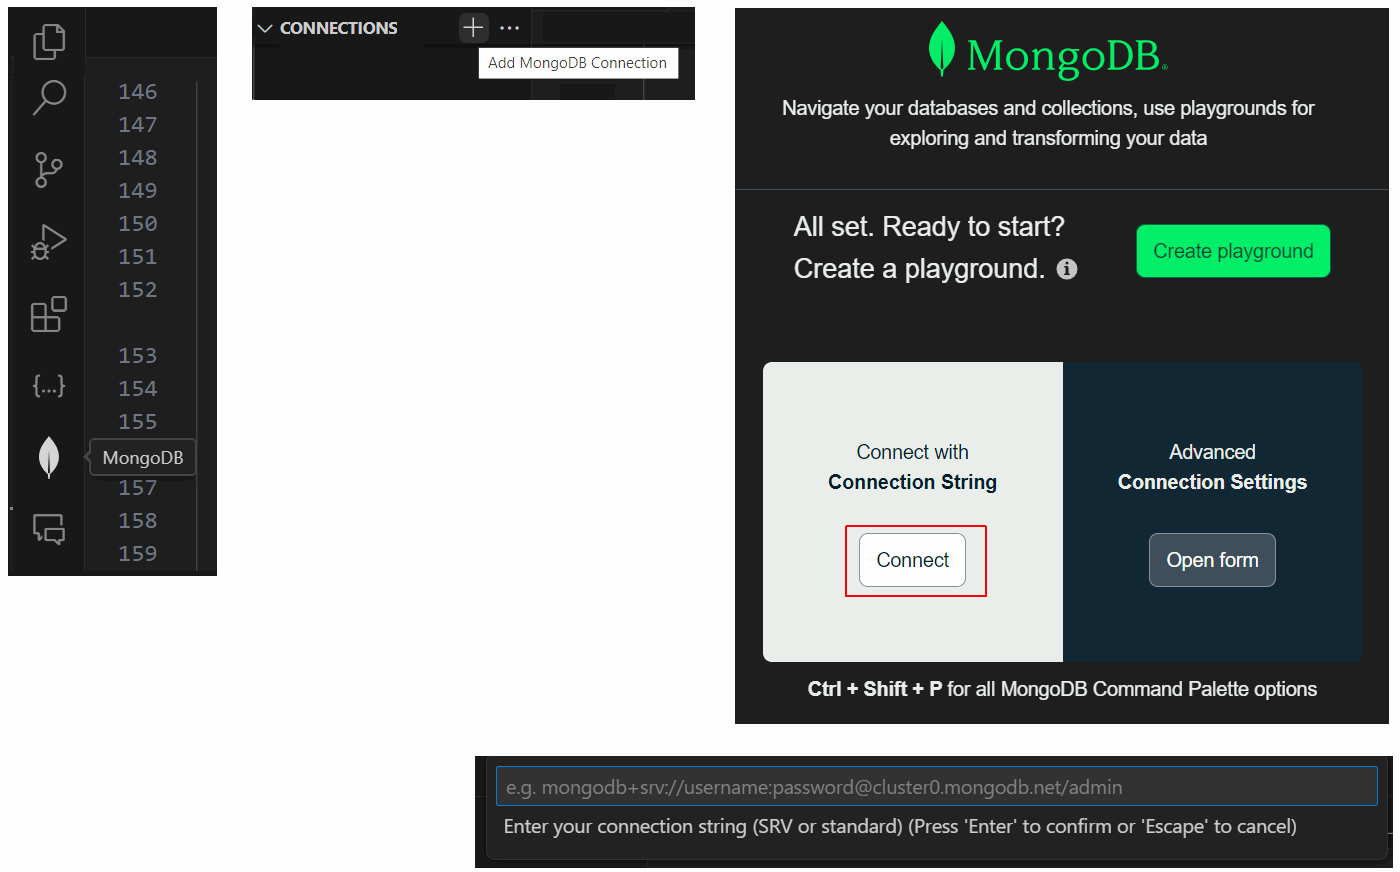 146
147
148
149
150
151
152
153
154
155
MongoDB
157
158
159
{...}
CONNECTIONS
Add MongoDB Connection
MongoDB®
Navigate your databases and collections, use playgrounds for
exploring and transforming your data
All set. Ready to start?
Create a playground.
Create playground
Connect with
Connection String
Connect
Advanced
Connection Settings
Open form
Ctrl + Shift + P for all MongoDB Command Palette options
e.g. mongodb+srv://username:password@cluster0.mongodb.net/admin
Enter your connection string (SRV or standard) (Press 'Enter' to confirm or 'Escape' to cancel)